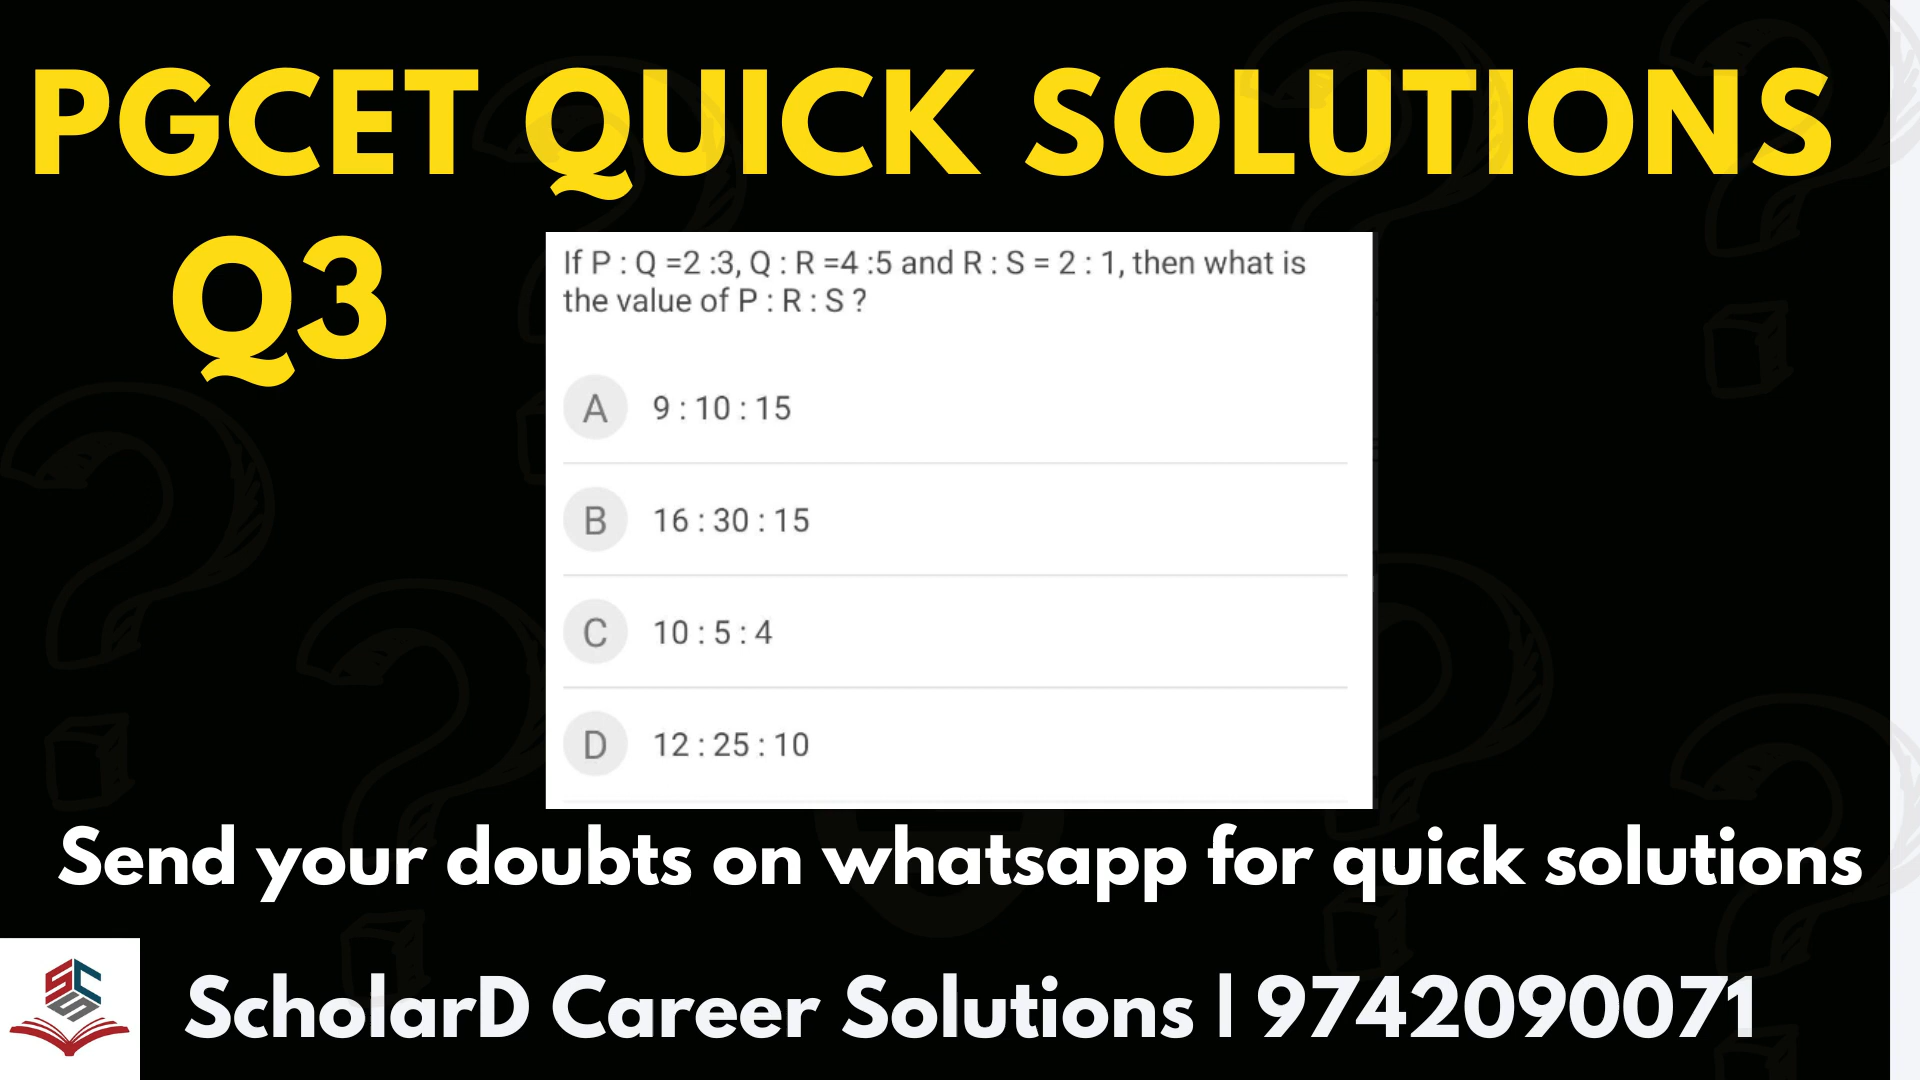 PGCET QUICK SOLUTIONS
Q3
If P : Q =2 :3, Q : R =4 :5 and R : S = 2 : 1, then what is
the value of P : R : S ?
A 9 : 10 : 15
B 16 : 30 : 15
C 10 : 5 : 4
D 12 : 25 : 10
Send your doubts on whatsapp for quick solutions
SCS
ScholarD Career Solutions | 9742090071